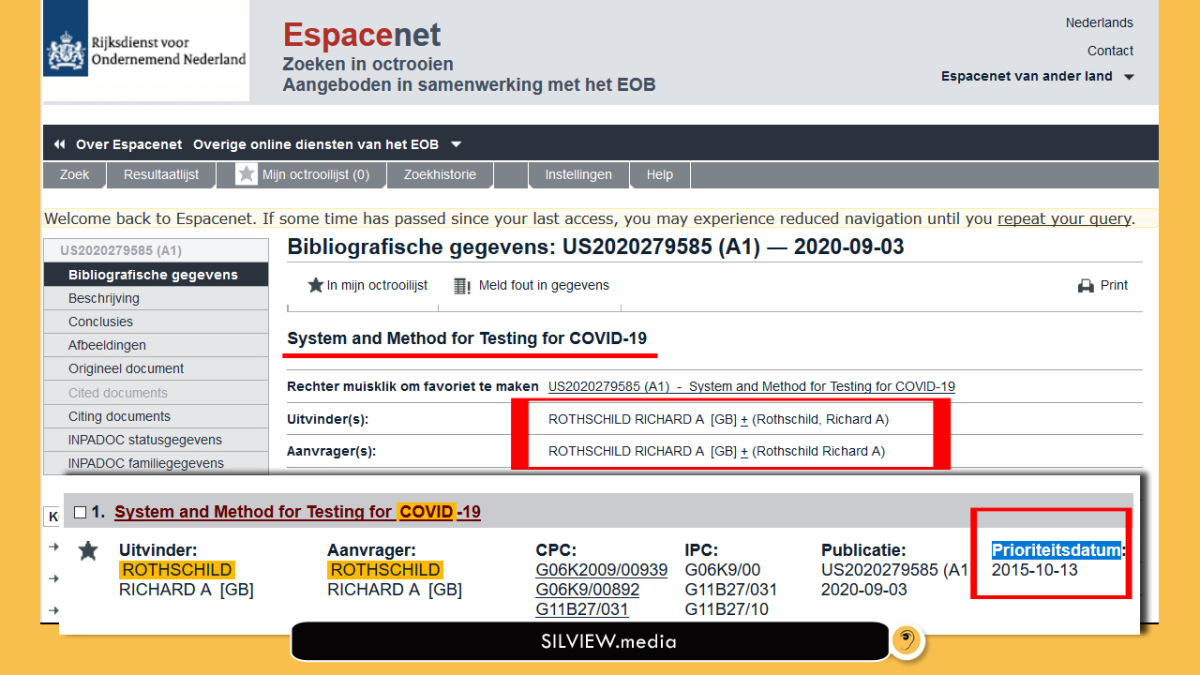 Rijksdienst voor
Ondernemend Nederland
Espacenet
Zoeken in octrooien
Aangeboden in samenwerking met het EOB
Nederlands
Contact
Espacenet van ander land
Over Espacenet Overige online diensten van het EOB
Zoek Resultaatlijst Mijn octrooilijst (0) Zoekhistorie Instellingen Help
Welcome back to Espacenet. If some time has passed since your last access, you may experience reduced navigation until you repeat your query.
US2020279585 (A1)
Bibliografische gegevens
Beschrijving
Conclusies
Afbeeldingen
Origineel document
Cited documents
Citing documents
INPADOC statusgegevens
INPADOC familiegegevens
Bibliografische gegevens: US2020279585 (A1) — 2020-09-03
In mijn octrooilijst Meld fout in gegevens Print
System and Method for Testing for COVID-19
Rechter muisklik om favoriet te maken US2020279585 (A1) - System and Method for Testing for COVID-19
Uitvinder(s): ROTHSCHILD RICHARD A [GB] + (Rothschild, Richard A)
Aanvrager(s): ROTHSCHILD RICHARD A [GB] + (Rothschild Richard A)
K
1. System and Method for Testing for COVID-19
Uitvinder: Aanvrager: CPC: IPC: Publicatie: Prioriteitsdatum:
ROTHSCHILD ROTHSCHILD G06K2009/00939 G06K9/00 US2020279585 (A1 2015-10-13
RICHARD A [GB] RICHARD A [GB] G06K9/00892 G11B27/031 2020-09-03
G11B27/031 G11B27/10
SILVIEW.media